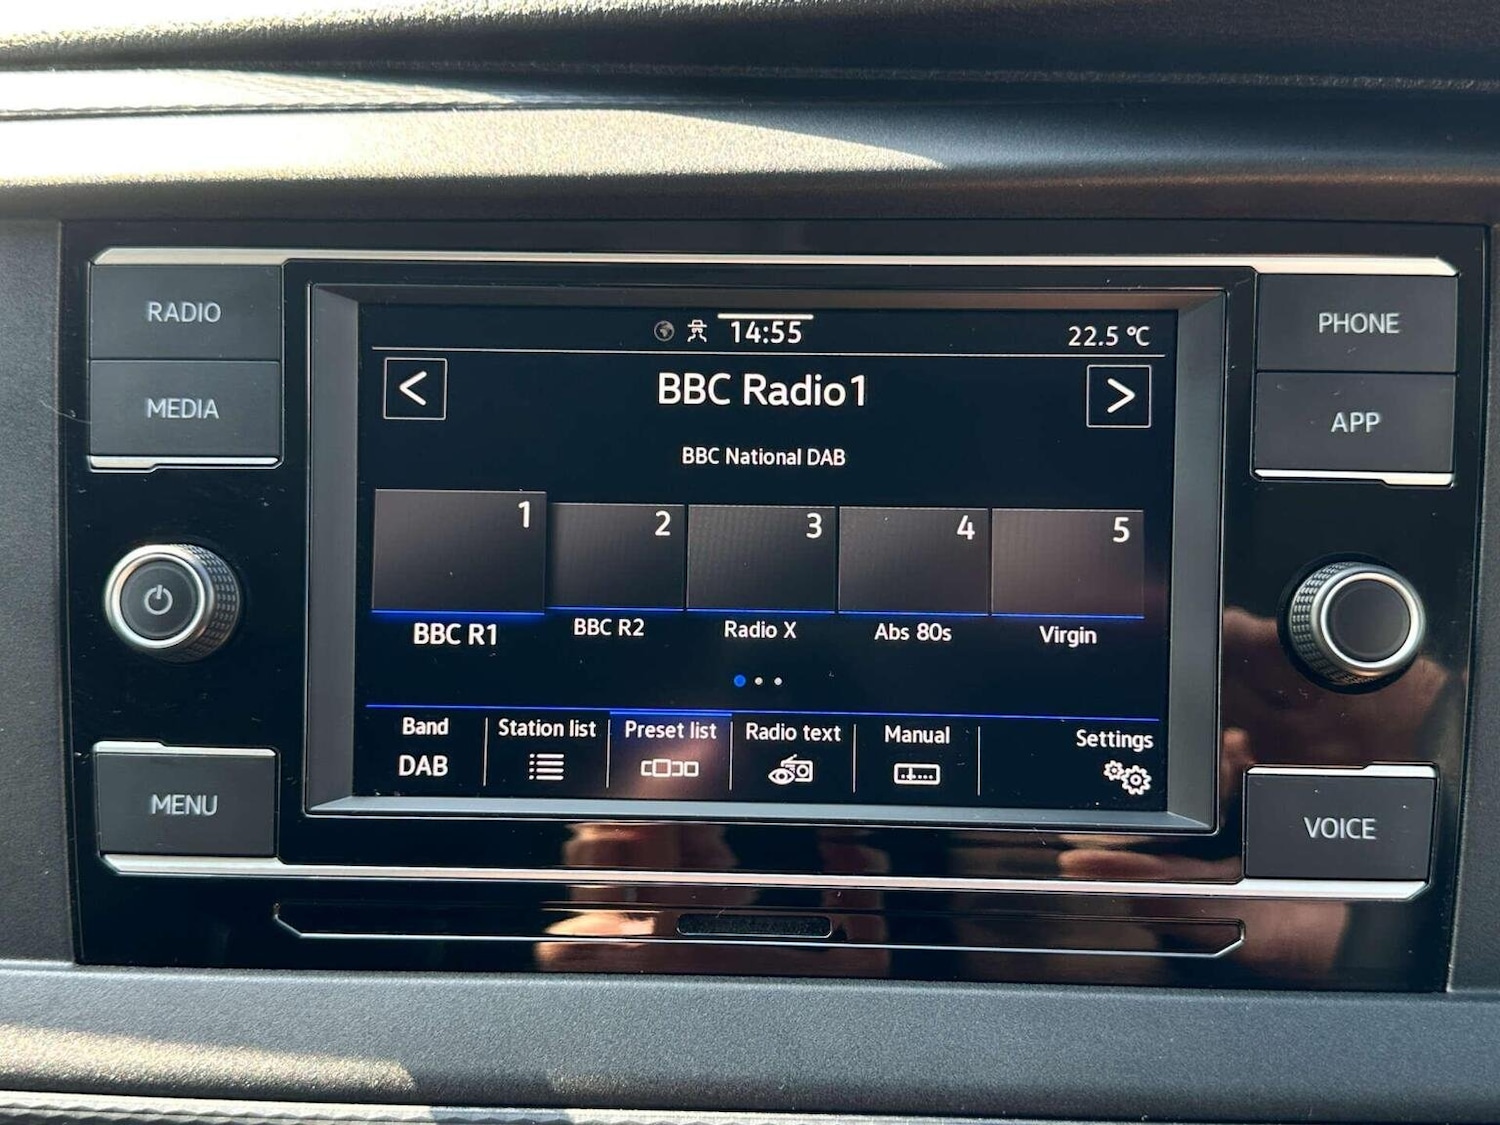 RADIO
MEDIA
MENU
14:55
22.5 °C
<
BBC Radio1
>
BBC National DAB
1
2
3
4
5
BBC R1
BBC R2
Radio X
Abs 80s
Virgin
Band
DAB
Station list
Preset list
Radio text
Manual
Settings
PHONE
APP
VOICE